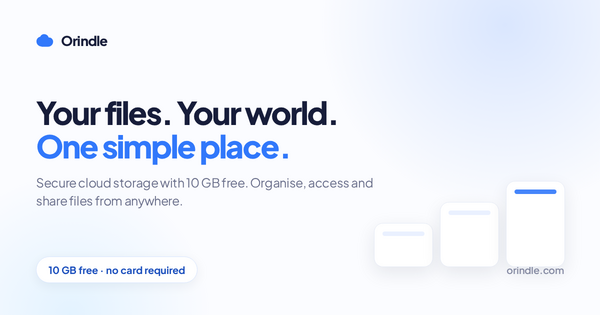 Orindle
Your files. Your world.
One simple place.
Secure cloud storage with 10 GB free. Organise, access and
share files from anywhere.
10 GB free · no card required
orindle.com